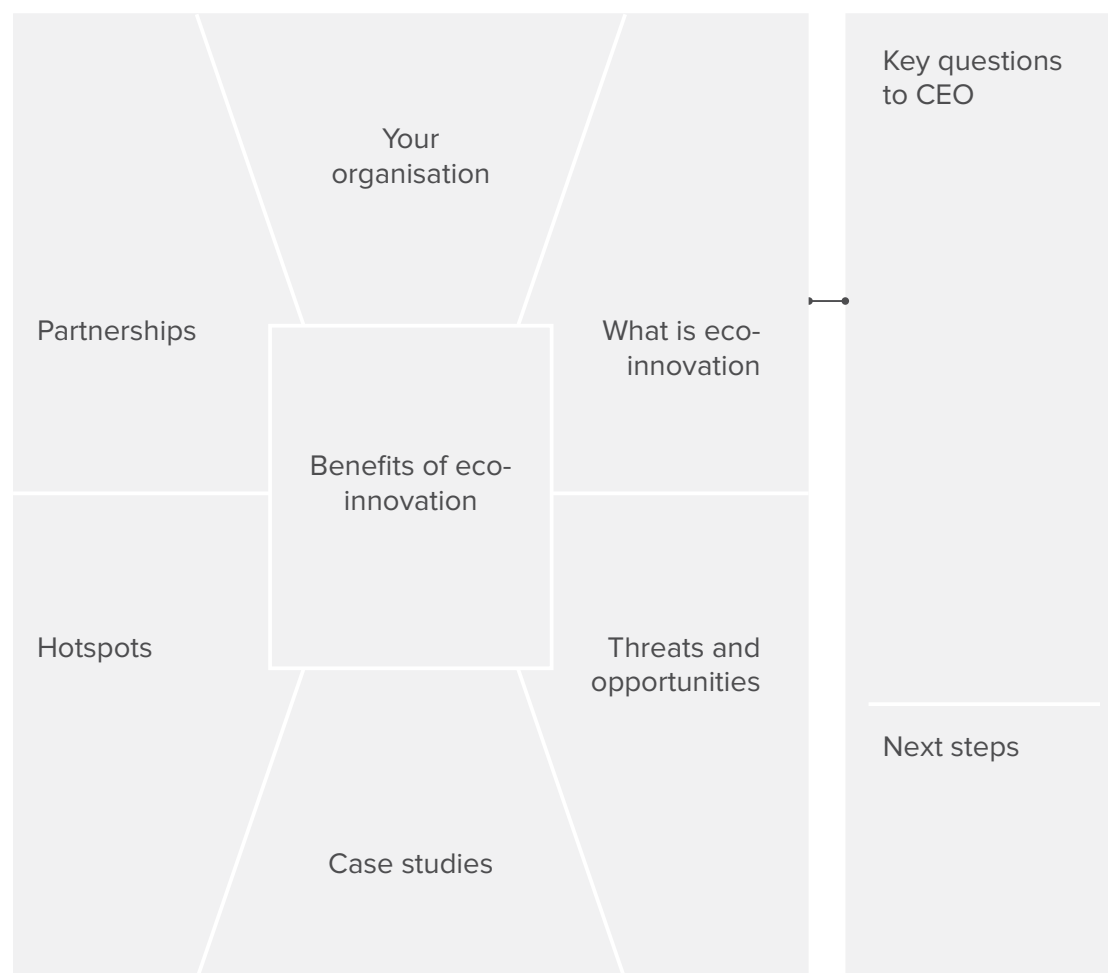 Your
organisation
Partnerships
What is eco-
innovation
Benefits of eco-
innovation
Hotspots
Threats and
opportunities
Case studies
Key questions
to CEO
Next steps